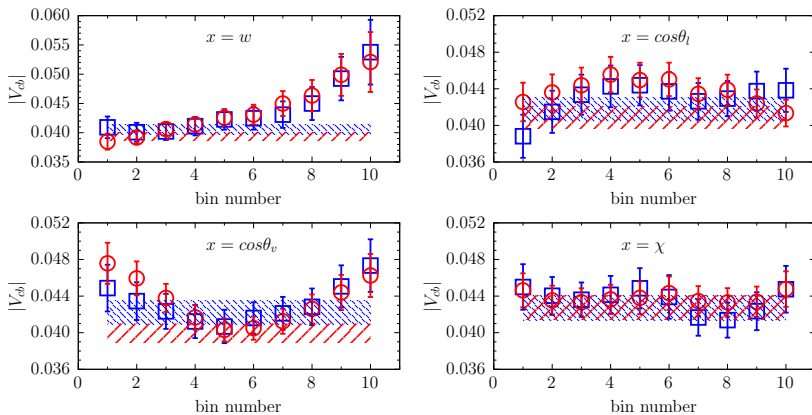 x = w
|V_cb|
0.060
0.055
0.050
0.045
0.040
0.035
0 2 4 6 8 10
bin number
x = cosθ_l
|V_cb|
0.052
0.048
0.044
0.040
0.036
0 2 4 6 8 10
bin number
x = cosθ_v
|V_cb|
0.052
0.048
0.044
0.040
0.036
0 2 4 6 8 10
bin number
x = χ
|V_cb|
0.052
0.048
0.044
0.040
0.036
0 2 4 6 8 10
bin number